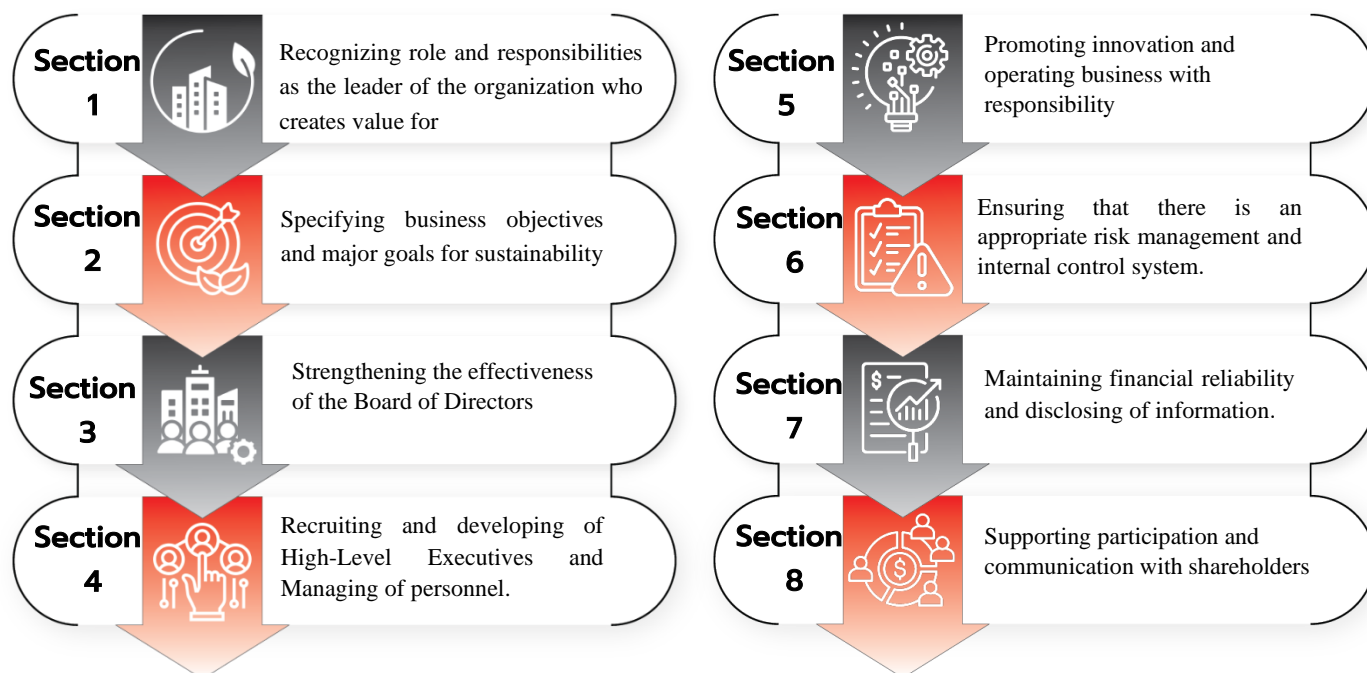 Section
1
Recognizing role and responsibilities
as the leader of the organization who
creates value for
Section
2
Specifying business objectives
and major goals for sustainability
Section
3
Strengthening the effectiveness
of the Board of Directors
Section
4
Recruiting and developing of
High-Level Executives and
Managing of personnel.
Section
5
Promoting innovation and
operating business with
responsibility
Section
6
Ensuring that there is an
appropriate risk management and
internal control system.
Section
7
$
Maintaining financial reliability
and disclosing of information.
Section
8
$
Supporting participation and
communication with shareholders